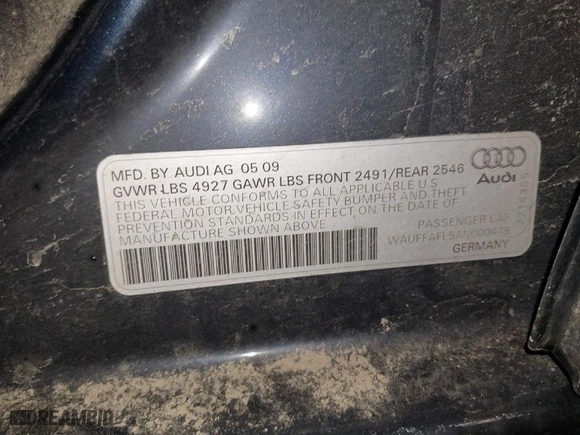 MFD. BY AUDI AG 05 09
GVWR LBS 4927 GAWR LBS FRONT 2491/REAR 2546
THIS VEHICLE CONFORMS TO ALL APPLICABLE U S
FEDERAL MOTOR VEHICLE SAFETY BUMPER AND THEFT
PREVENTION STANDARDS IN EFFECT ON THE DATE OF
MANUFACTURE SHOWN ABOVE
Audi
PASSENGER CAR
WAUFFAFL5AN000418
GERMANY
DREAMBID